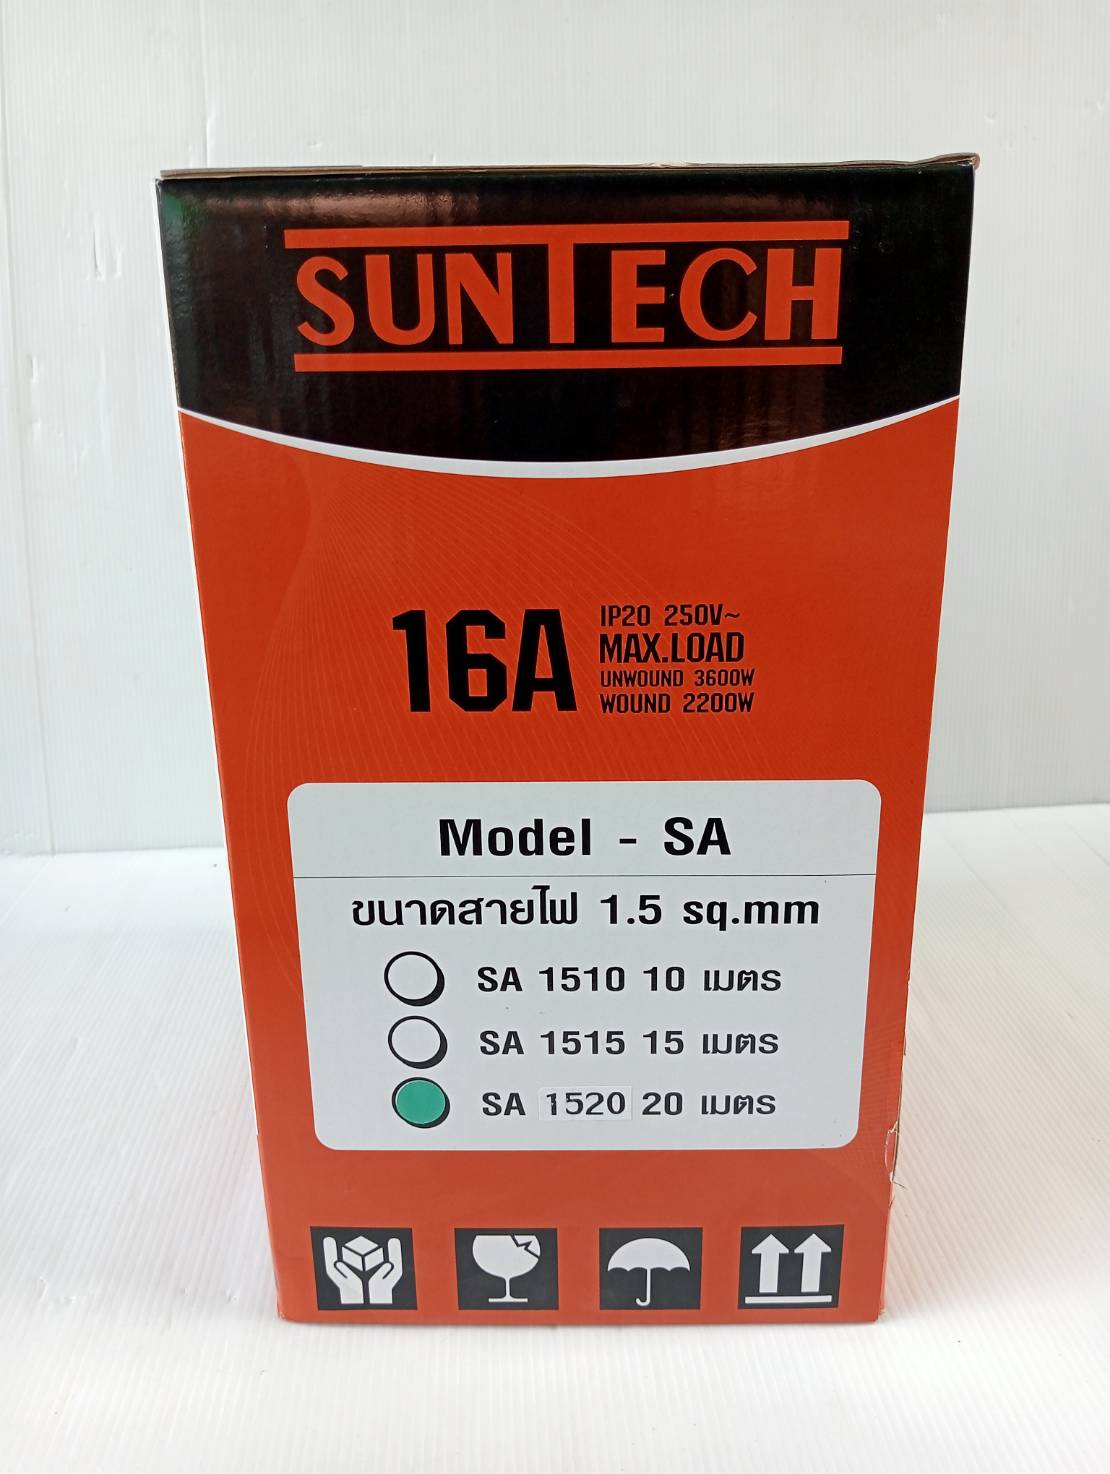 SUNTECH
16A
IP20 250V~
MAX.LOAD
UNWOUND 3600W
WOUND 2200W
Model - SA
ขนาดสายไฟ 1.5 sq.mm
SA 1510 10 เมตร
SA 1515 15 เมตร
SA 1520 20 เมตร